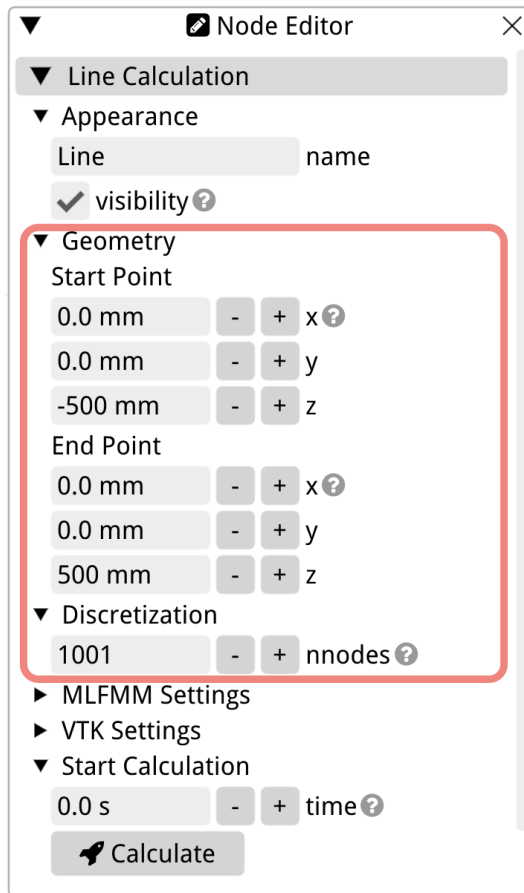 Node Editor
Line Calculation
Appearance
Line name
visibility ?
Geometry
Start Point
0.0 mm - + x ?
0.0 mm - + y
-500 mm - + z
End Point
0.0 mm - + x ?
0.0 mm - + y
500 mm - + z
Discretization
1001 - + nnodes ?
MLFMM Settings
VTK Settings
Start Calculation
0.0 s - + time ?
Calculate